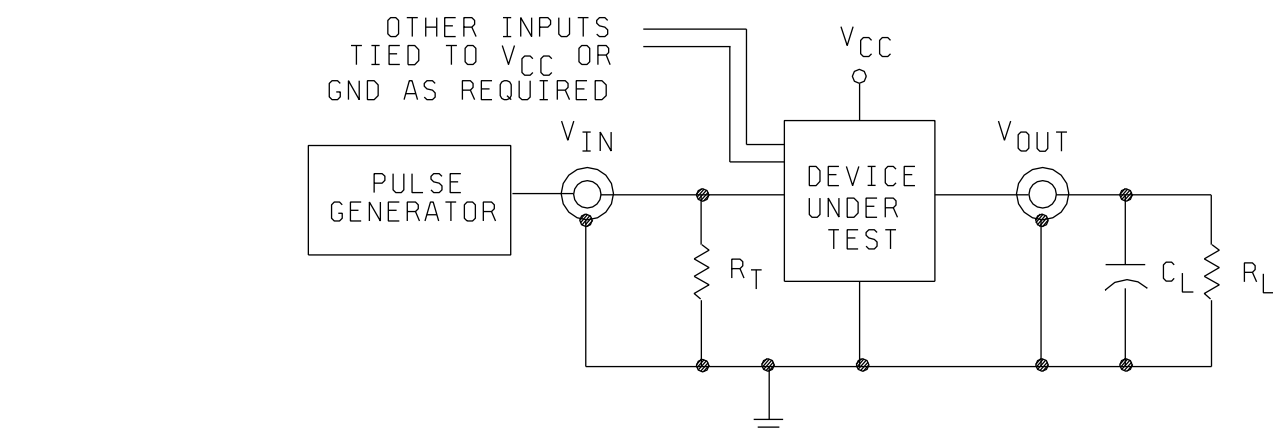 OTHER INPUTS
TIED TO VCC OR
GND AS REQUIRED
VCC
VIN
VOUT
PULSE
GENERATOR
DEVICE
UNDER
TEST
RT
CL
RL